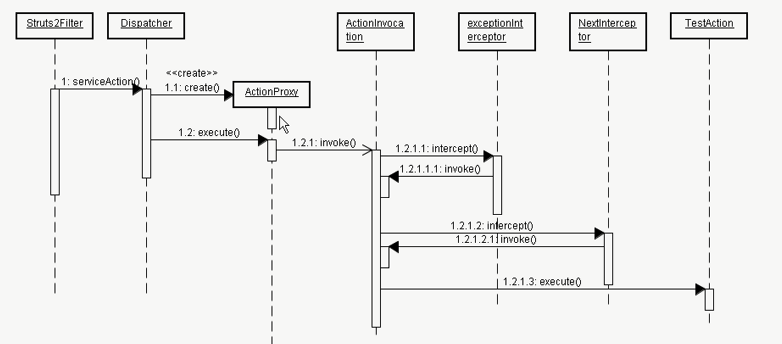 Struts2Filter
Dispatcher
ActionInvoca
tion
exceptionInt
erceptor
NextIntercep
tor
TestAction
<<create>>
1: serviceAction()
1.1: create()
ActionProxy
1.2: execute()
1.2.1: invoke()
1.2.1.1: intercept()
1.2.1.1.1: invoke()
1.2.1.2: intercept()
1.2.1.2.1: invoke()
1.2.1.3: execute()